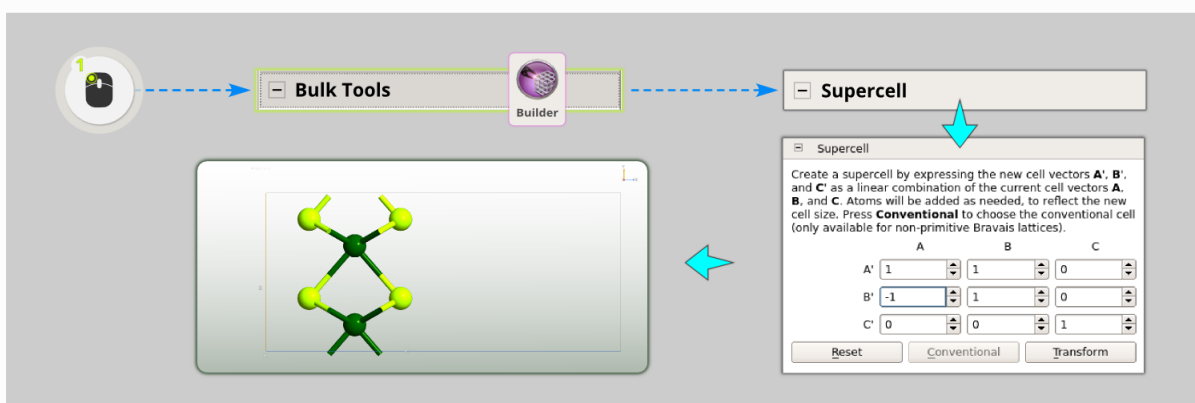 1
Bulk Tools
Builder
Supercell
Supercell
Create a supercell by expressing the new cell vectors A', B',
and C' as a linear combination of the current cell vectors A,
B, and C. Atoms will be added as needed, to reflect the new
cell size. Press Conventional to choose the conventional cell
(only available for non-primitive Bravais lattices).
A B C
A' 1 1 0
B' -1 1 0
C' 0 0 1
Reset Conventional Transform